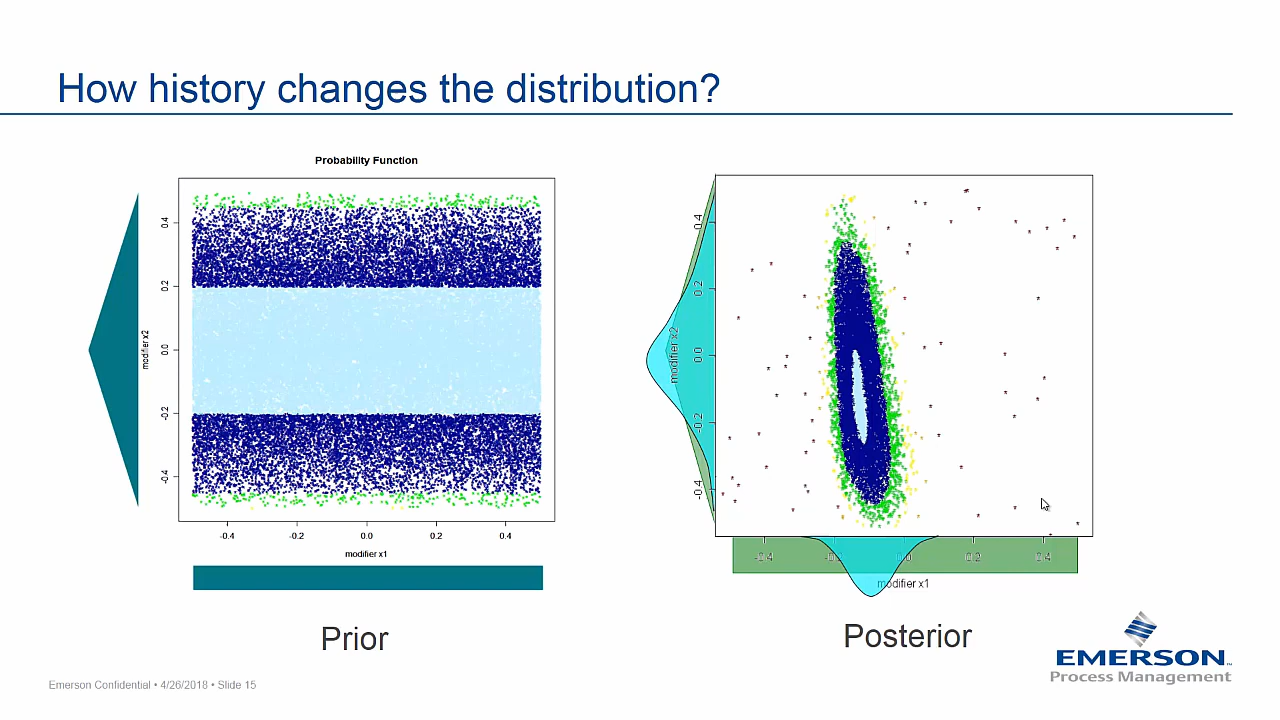 How history changes the distribution?
Probability Function
0.4
0.2
0.0
-0.2
-0.4
modifier x2
-0.4 -0.2 0.0 0.2 0.4
modifier x1
Prior
0.4
0.2
0.0
-0.2
-0.4
modifier x2
-0.4 0.2 0.4
modifier x1
Posterior
EMERSON™
Process Management
Emerson Confidential • 4/26/2018 • Slide 15